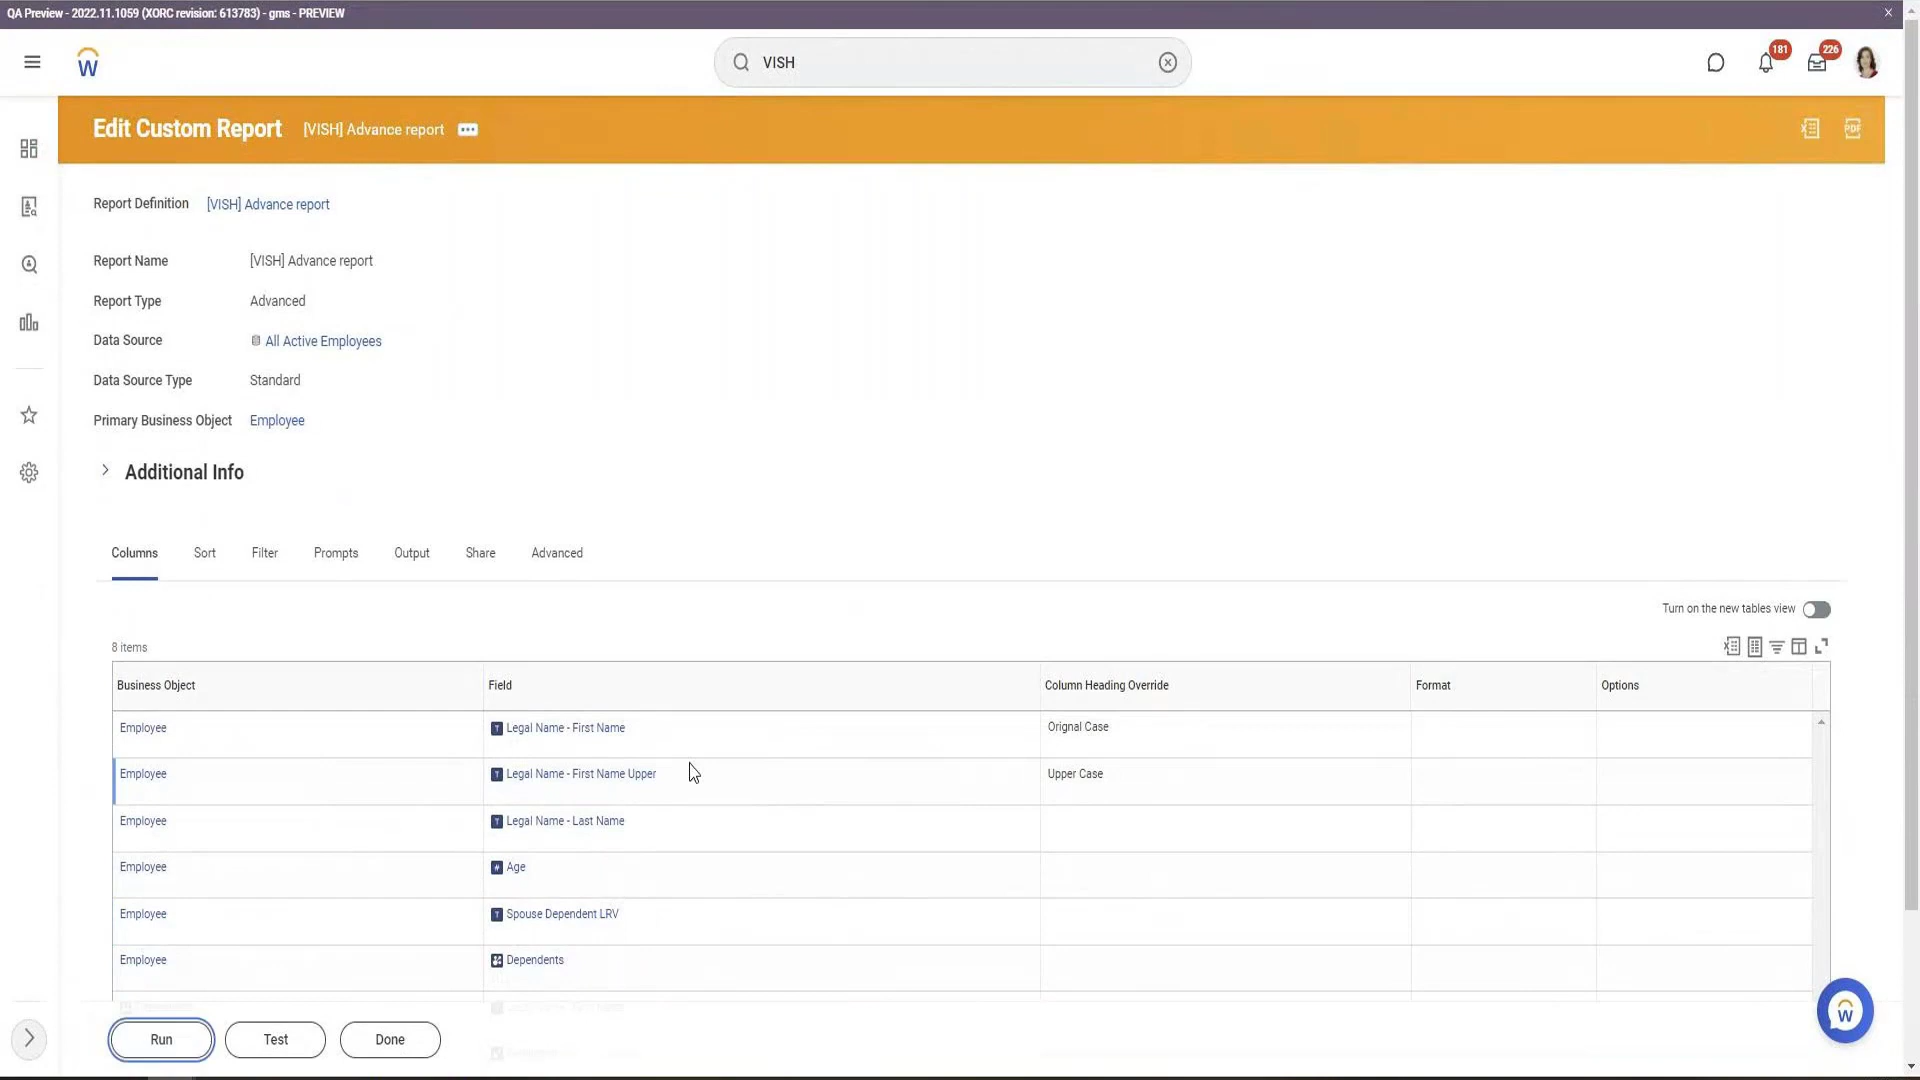 QA Preview - 2022.11.1059 (XORC revision: 613783) - gms - PREVIEW
VISH
181
226
Edit Custom Report [VISH] Advance report
PDF
Report Definition [VISH] Advance report
Report Name [VISH] Advance report
Report Type Advanced
Data Source All Active Employees
Data Source Type Standard
Primary Business Object Employee
Additional Info
Columns Sort Filter Prompts Output Share Advanced
Turn on the new tables view
8 items
Business Object Field Column Heading Override Format Options
Employee Legal Name - First Name Orignal Case
Employee Legal Name - First Name Upper Upper Case
Employee Legal Name - Last Name
Employee Age
Employee Spouse Dependent LRV
Employee Dependents
Run Test Done